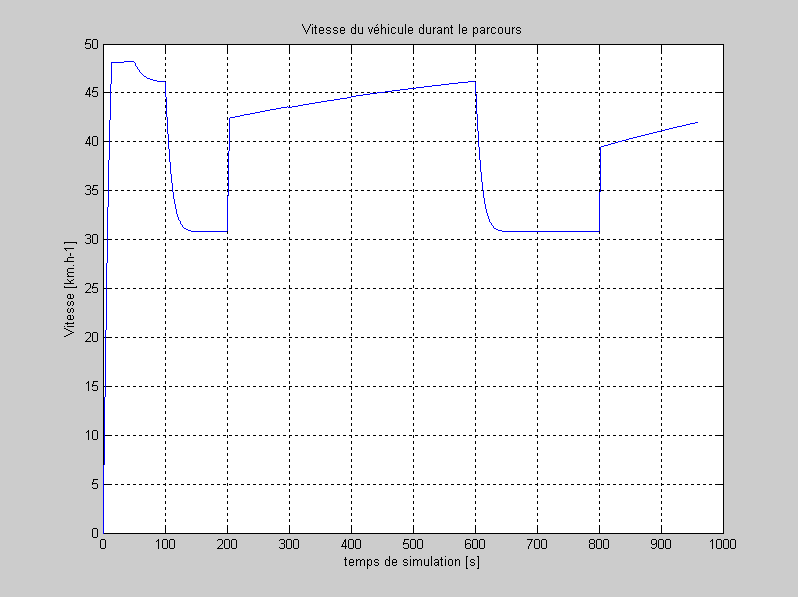 Vitesse du véhicule durant le parcours
50
45
40
35
30
25
20
15
10
5
0
Vitesse [km.h-1]
0 100 200 300 400 500 600 700 800 900 1000
temps de simulation [s]